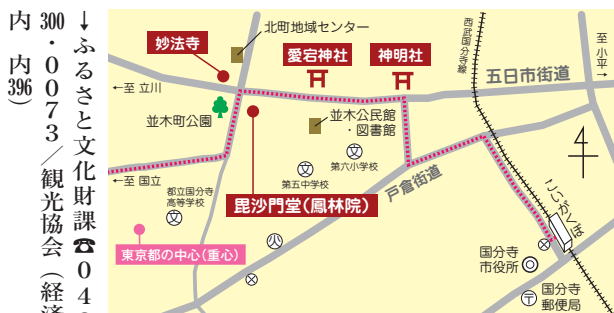 ↓ふるさと文化財課☎04
300・0073／観光協会（経済
内 内396）
北町地域センター
妙法寺
愛宕神社
神明社
西武国分寺線
至 小平→
←至 立川
五日市街道
並木町公園
並木公民館
・図書館
文
第六小学校
文
第五中学校
戸倉街道
←至 国立
都立国分寺
高等学校
文
毘沙門堂(鳳林院)
東京都の中心(重心)
こいがくぼ
国分寺
市役所
国分寺
郵便局